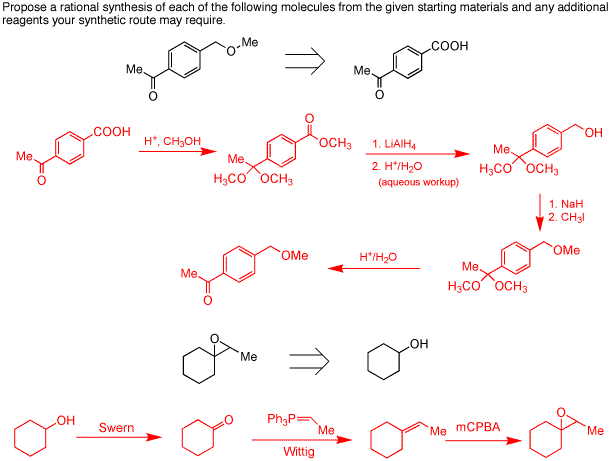 Propose a rational synthesis of each of the following molecules from the given starting materials and any additional
reagents your synthetic route may require.
Me O O Me
Me O COOH
Me O COOH
H+, CH3OH
Me H3CO OCH3 O OCH3
1. LiAlH4
2. H+/H2O
(aqueous workup)
Me H3CO OCH3 OH
1. NaH
2. CH3I
Me O OMe
H+/H2O
Me H3CO OCH3 OMe
O Me
OH
OH
Swern
O
Ph3P Me
Wittig
Me
mCPBA
O Me